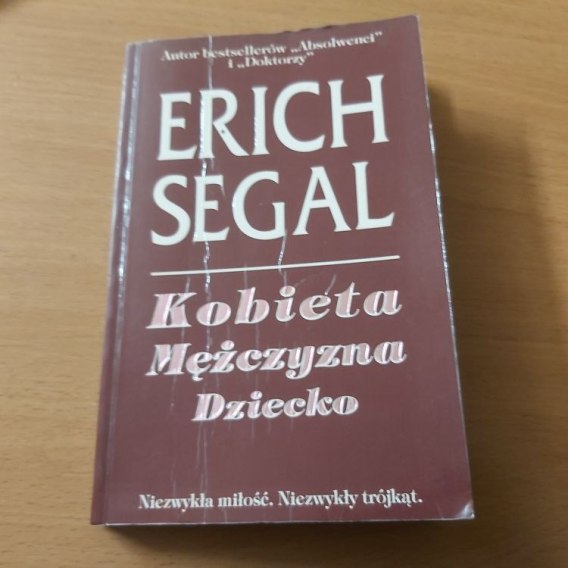 Autor bestsellerów „Absolwenci”
i „Doktorzy”
ERICH
SEGAL
Kobieta
Mężczyzna
Dziecko
Niezwykła miłość. Niezwykły trójkąt.